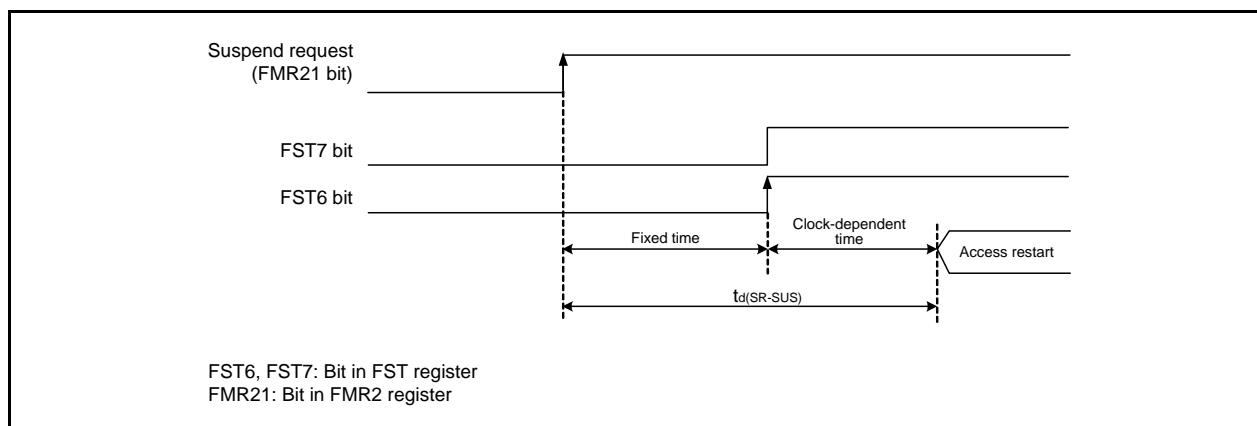 Suspend request
(FMR21 bit)
FST7 bit
FST6 bit
Fixed time
Clock-dependent
time
Access restart
td(SR-SUS)
FST6, FST7: Bit in FST register
FMR21: Bit in FMR2 register